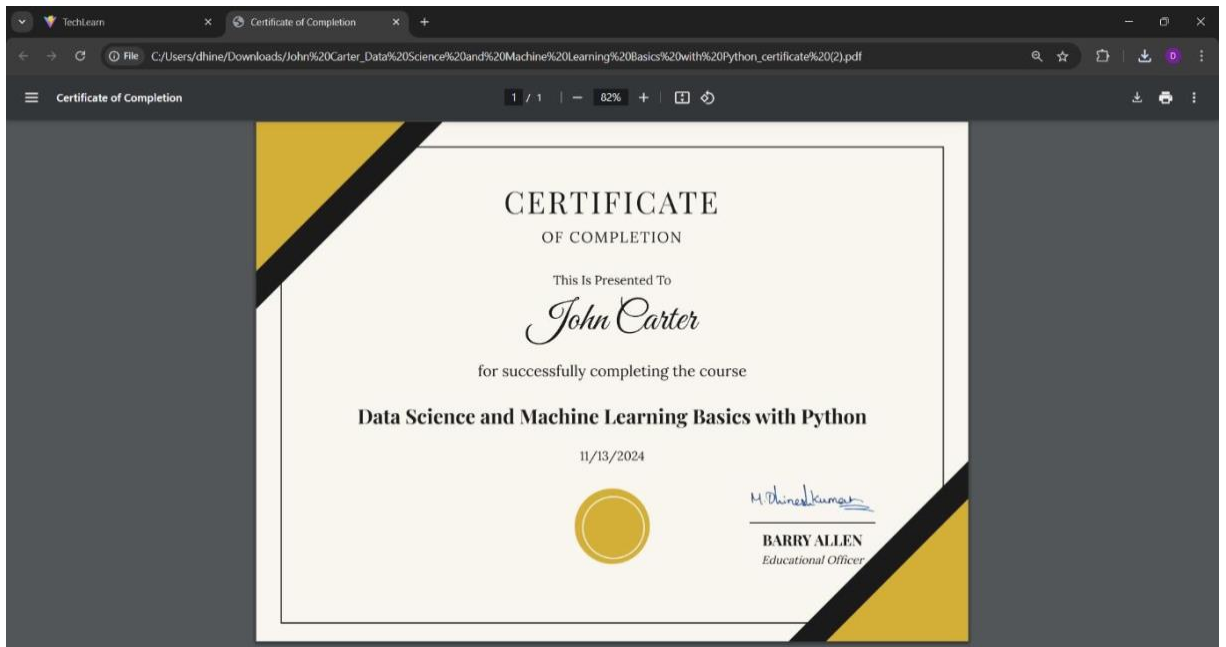 TechLearn
Certificate of Completion
File C:/Users/dhine/Downloads/John%20Carter_Data%20Science%20and%20Machine%20Learning%20Basics%20with%20Python_certificate%20(2).pdf
D
Certificate of Completion
1 / 1
82%
CERTIFICATE
OF COMPLETION
This Is Presented To
John Carter
for successfully completing the course
Data Science and Machine Learning Basics with Python
11/13/2024
M. Dhineshkumar
BARRY ALLEN
Educational Officer